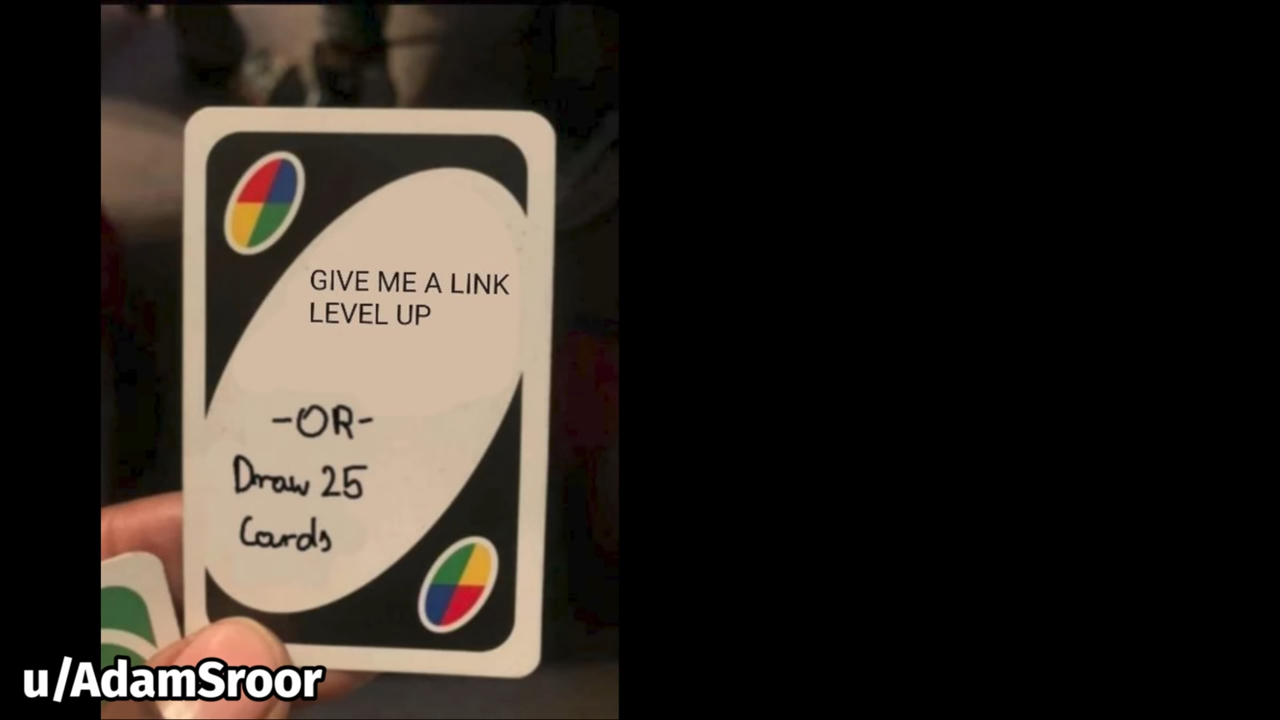 GIVE ME A LINK
LEVEL UP
-OR-
Draw 25
Cards
u/AdamSroor